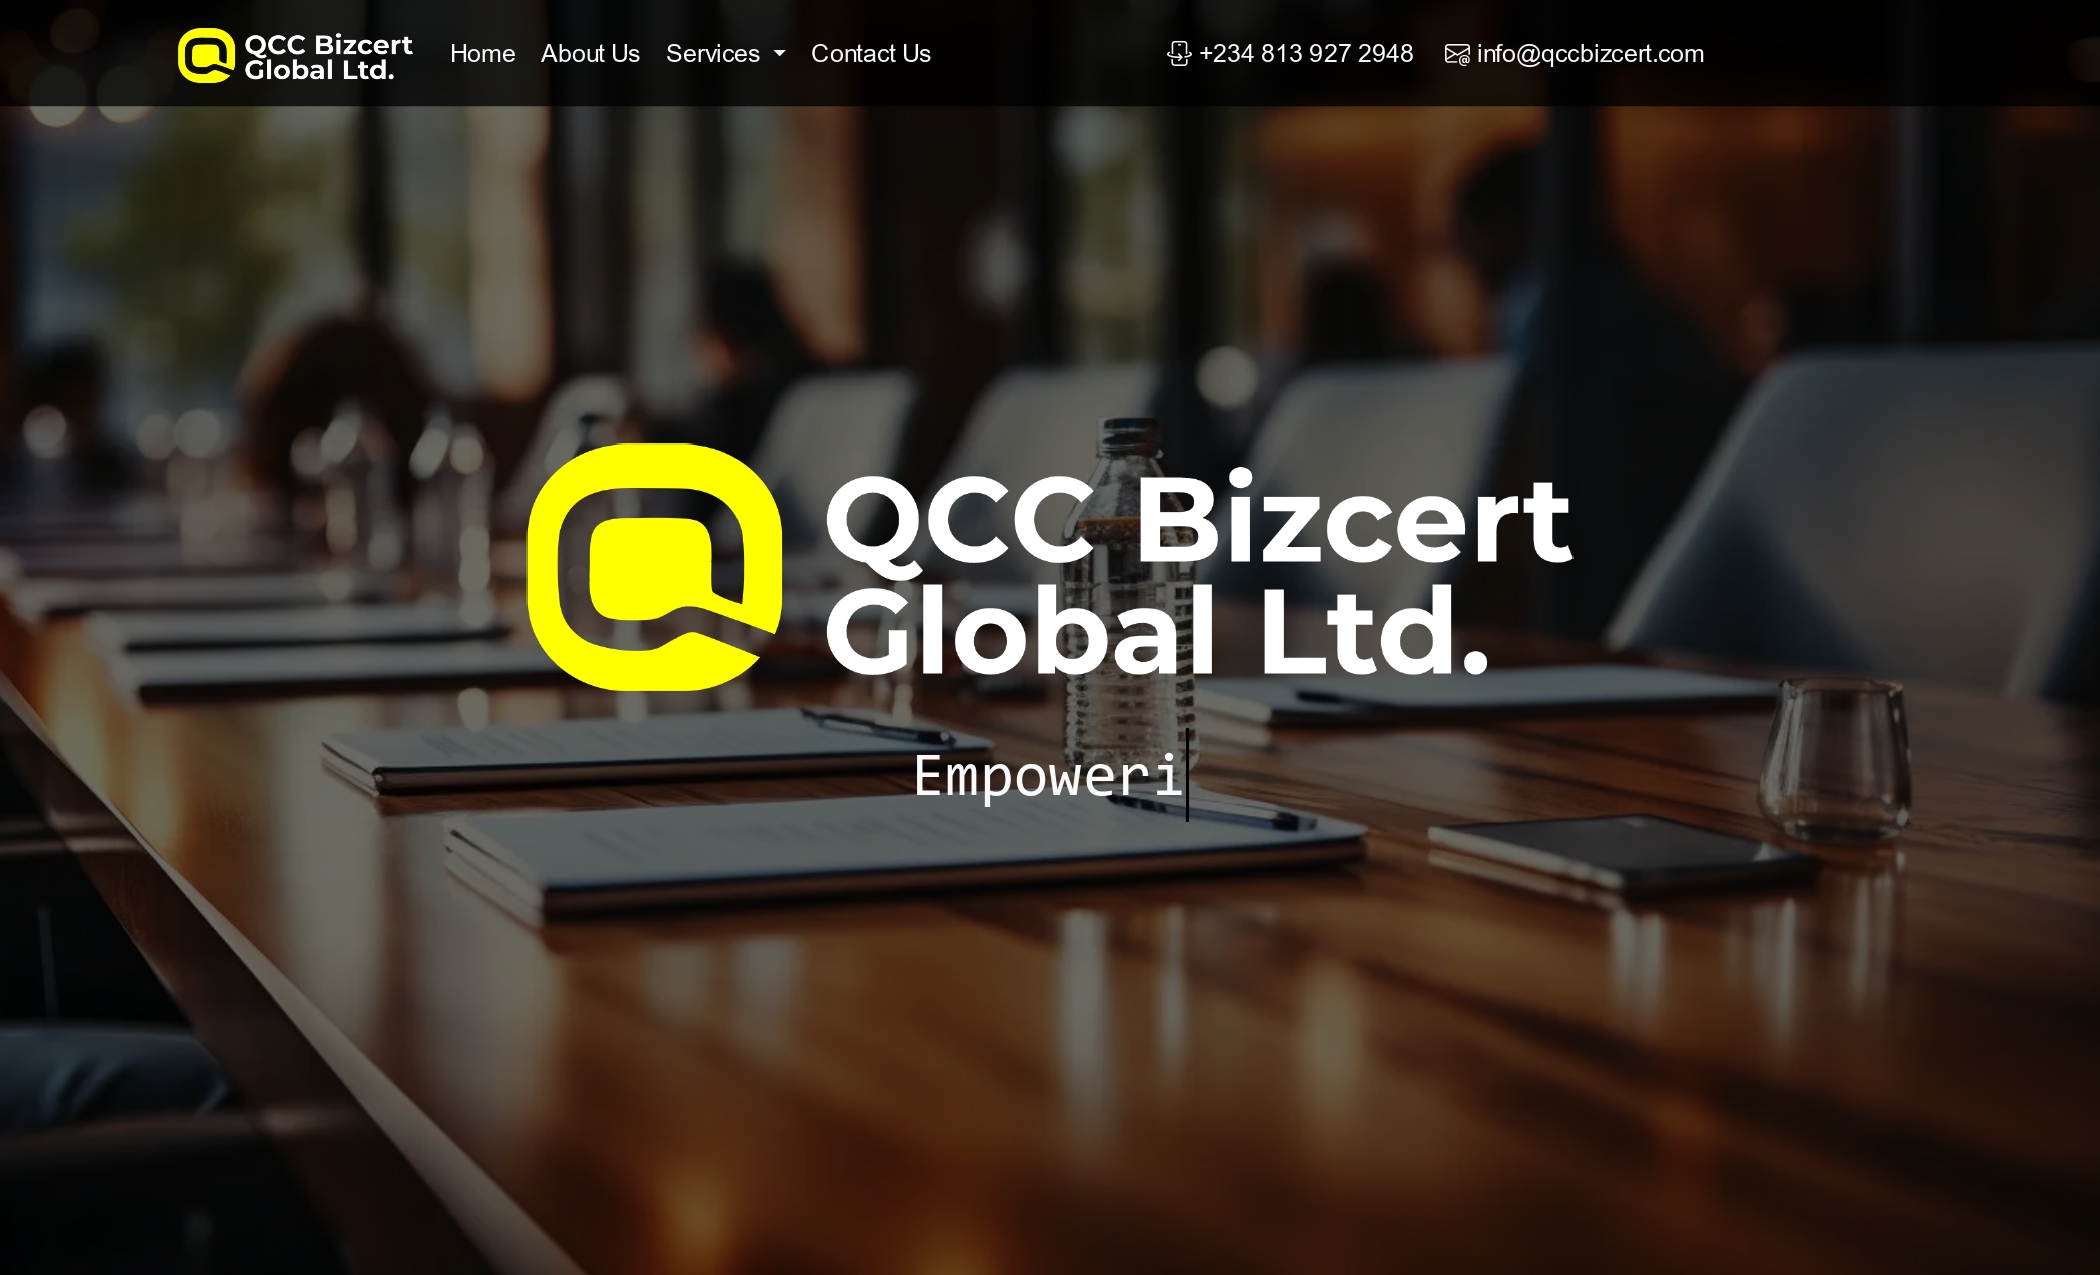 QCC Bizcert
Global Ltd.
Home About Us Services Contact Us
+234 813 927 2948 info@qccbizcert.com
QCC Bizcert
Global Ltd.
Empoweri